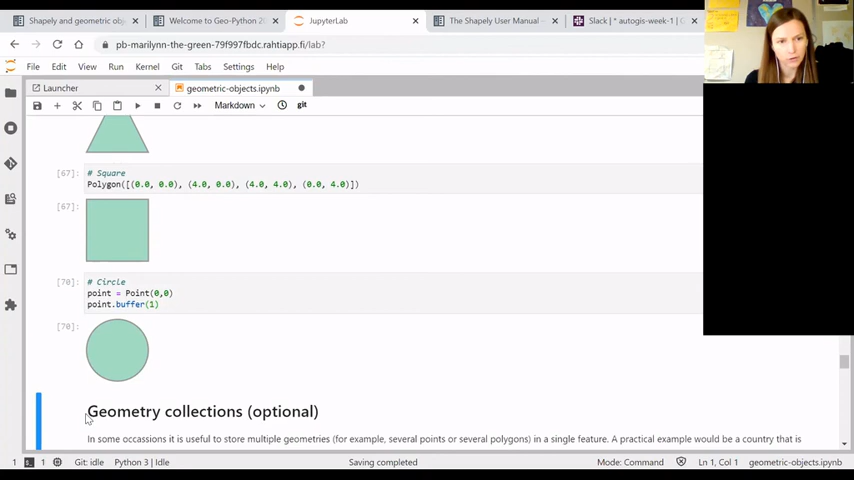 Shapely and geometric obj
Welcome to Geo-Python 20
JupyterLab
The Shapely User Manual —
Slack | * autogis-week-1 | G
pb-marilynn-the-green-79f997fbdc.rahtiapp.fi/lab?
File Edit View Run Kernel Git Tabs Settings Help
Launcher
geometric-objects.ipynb
Markdown
git
[67]: # Square
Polygon([(0.0, 0.0), (4.0, 0.0), (4.0, 4.0), (0.0, 4.0)])
[67]:
[70]: # Circle
point = Point(0,0)
point.buffer(1)
[70]:
Geometry collections (optional)
In some occassions it is useful to store multiple geometries (for example, several points or several polygons) in a single feature. A practical example would be a country that is
1 1 Git: idle Python 3 | Idle Saving completed Mode: Command Ln 1, Col 1 geometric-objects.ipynb